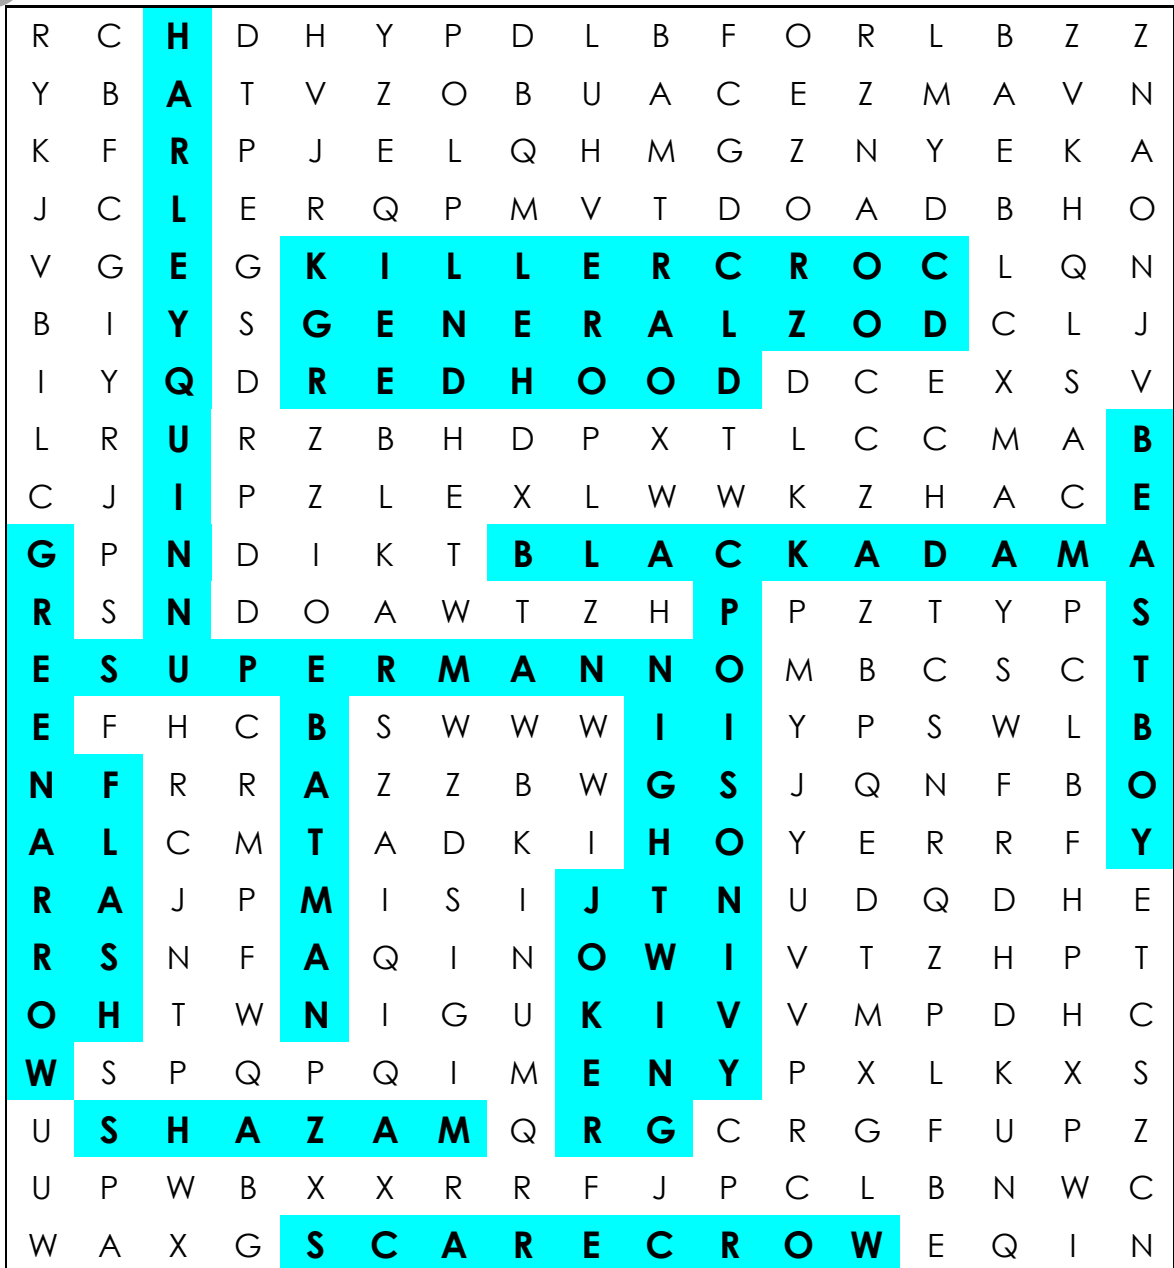 R C H D H Y P D L B F O R L B Z Z
Y B A T V Z O B U A C E Z M A V N
K F R P J E L Q H M G Z N Y E K A
J C L E R Q P M V T D O A D B H O
V G E G K I L L E R C R O C L Q N
B I Y S G E N E R A L Z O D C L J
I Y Q D R E D H O O D D C E X S V
L R U R Z B H D P X T L C C M A B
C J I P Z L E X L W W K Z H A C E
G P N D I K T B L A C K A D A M A
R S N D O A W T Z H P P Z T Y P S
E S U P E R M A N N O M B C S C T
E F H C B S W W W I I Y P S W L B
N F R R A Z Z B W G S J Q N F B O
A L C M T A D K I H O Y E R R F Y
R A J P M I S I J T N U D Q D H E
R S N F A Q I N O W I V T Z H P T
O H T W N I G U K I V V M P D H C
W S P Q P Q I M E N Y P X L K X S
U S H A Z A M Q R G C R G F U P Z
U P W B X X R R F J P C L B N W C
W A X G S C A R E C R O W E Q I N